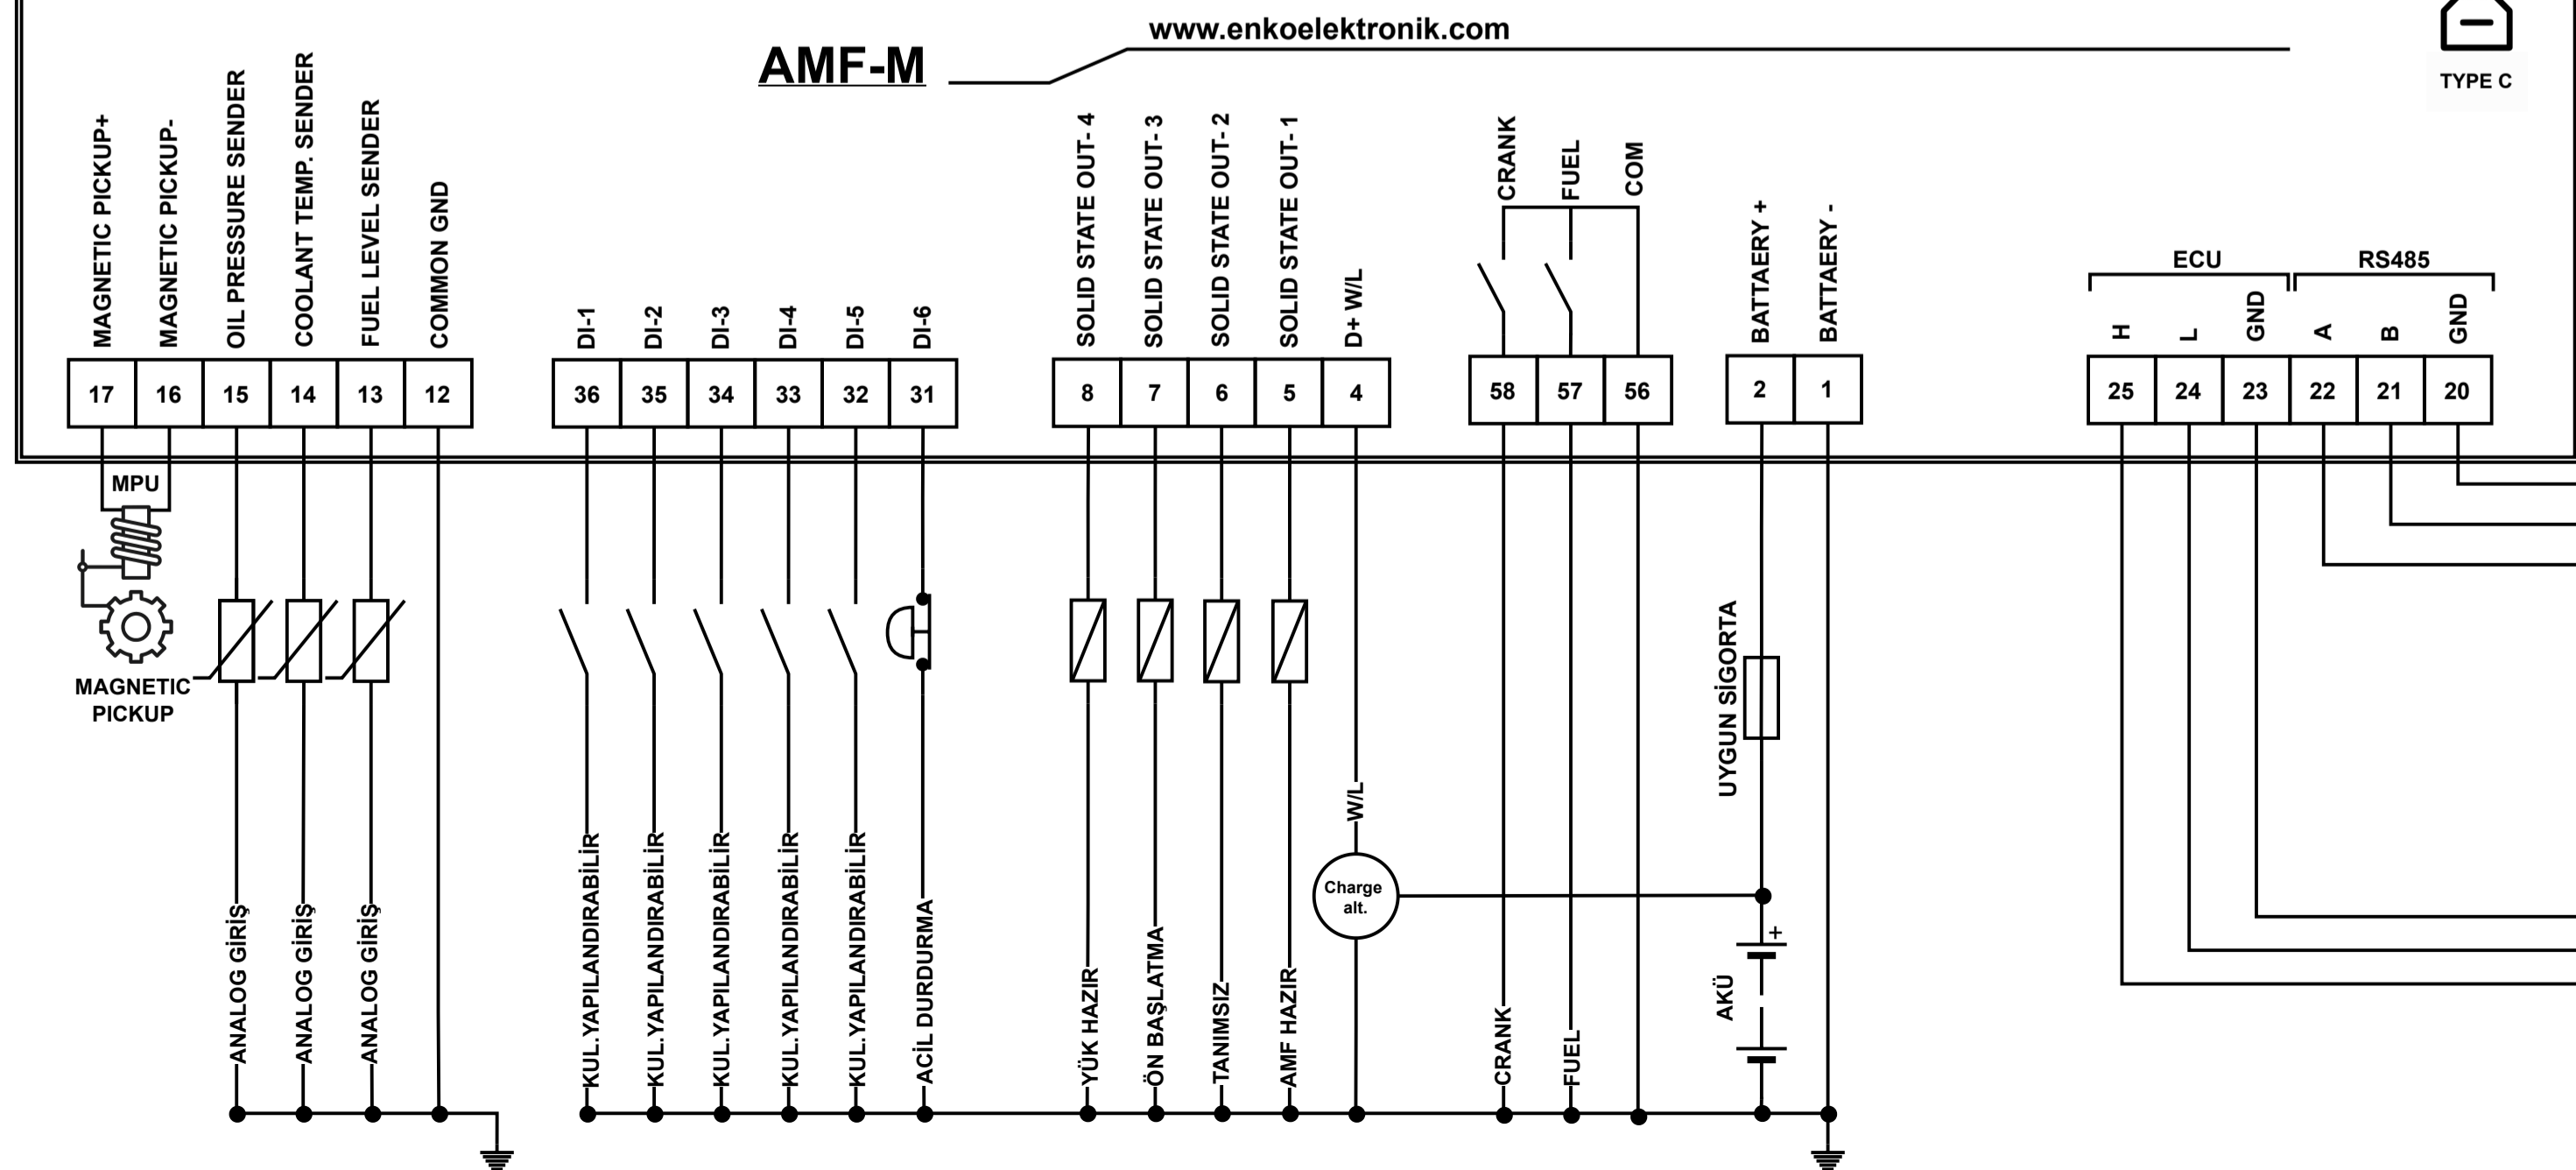 www.enkoelektronik.com
AMF-M
TYPE C
MAGNETIC PICKUP+
MAGNETIC PICKUP-
OIL PRESSURE SENDER
COOLANT TEMP. SENDER
FUEL LEVEL SENDER
COMMON GND
DI-1
DI-2
DI-3
DI-4
DI-5
DI-6
SOLID STATE OUT- 4
SOLID STATE OUT- 3
SOLID STATE OUT- 2
SOLID STATE OUT- 1
D+ W/L
CRANK
FUEL
COM
BATTAERY +
BATTAERY -
ECU
RS485
H
L
GND
A
B
GND
17 16 15 14 13 12
36 35 34 33 32 31
8 7 6 5 4
58 57 56
2 1
25 24 23 22 21 20
MPU
MAGNETIC
PICKUP
ANALOG GİRİŞ
ANALOG GİRİŞ
ANALOG GİRİŞ
KUL.YAPILANDIRABİLİR
KUL.YAPILANDIRABİLİR
KUL.YAPILANDIRABİLİR
KUL.YAPILANDIRABİLİR
KUL.YAPILANDIRABİLİR
ACİL DURDURMA
YÜK HAZIR
ÖN BAŞLATMA
TANIMSIZ
AMF HAZIR
W/L
Charge
alt.
CRANK
FUEL
UYGUN SİGORTA
+
AKÜ